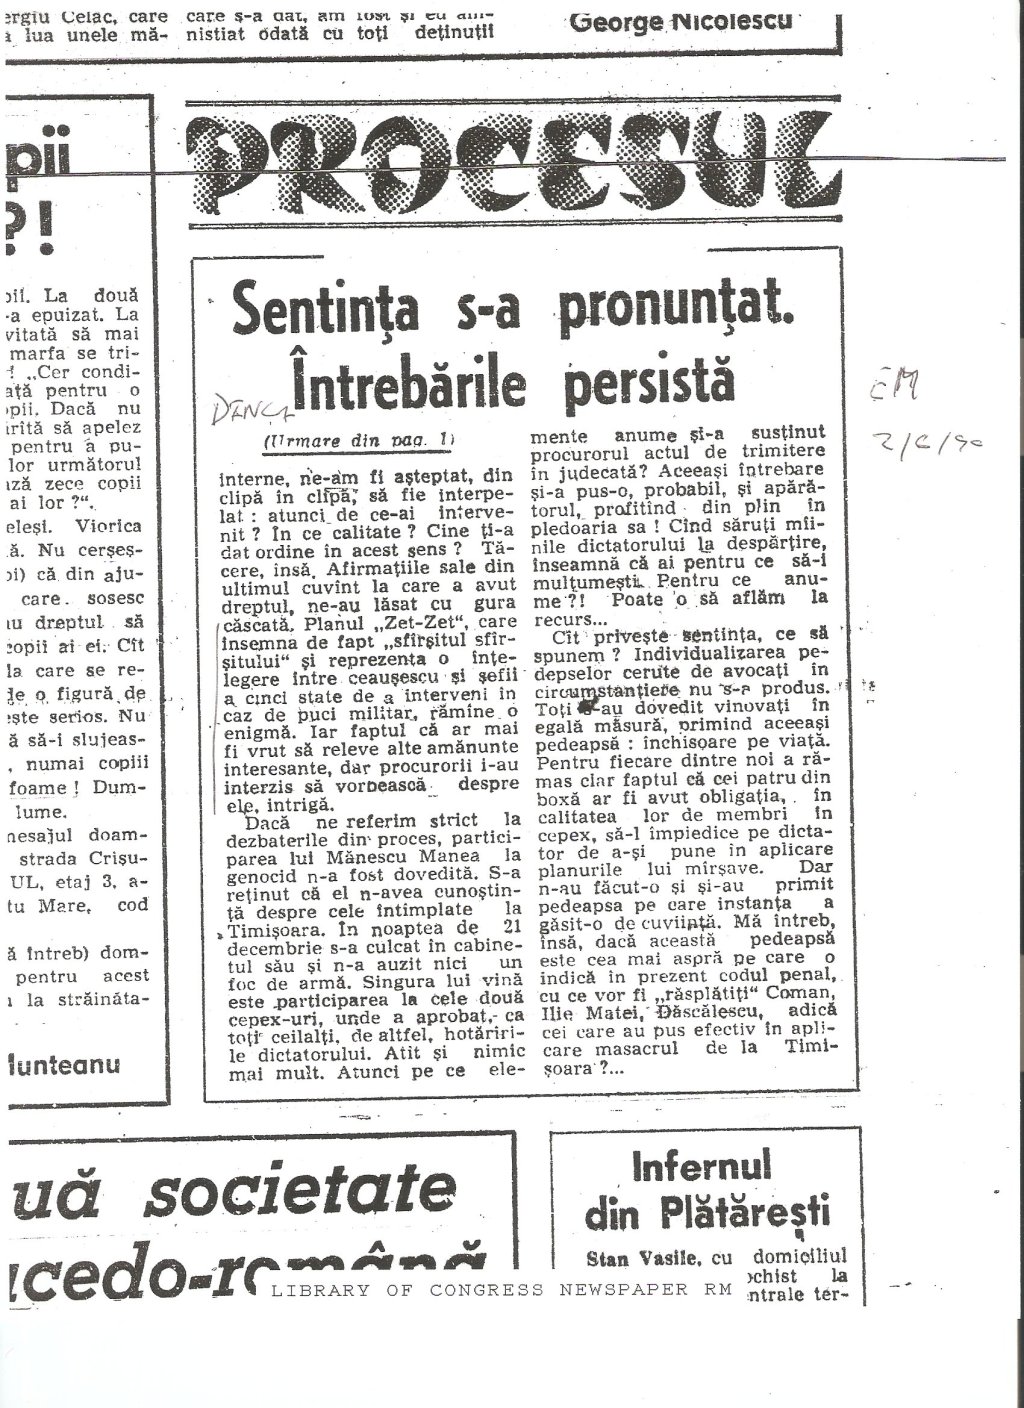 ergiu Celac, care
a lua unele mă-
care s-a dat, am fost și eu am-
nistiat odată cu toți deținuții
George Nicolescu
pii
?!
pii. La două
-a epuizat. La
vitată să mai
marfa se tri-
! „Cer condi-
ață pentru o
opii. Dacă nu
ărită să apelez
pentru a pu-
lor următorul
ză zece copii
ai lor ?“.
eleși. Viorica
ă. Nu cerșeș-
oi) că din aju-
care sosesc
au dreptul să
copii ai ei. Cît
la care se re-
de o figură de
este serios. Nu
ă să-i slujeas-
, numai copiii
foame ! Dum-
lume.
mesajul doam-
strada Crișu-
UL, etaj 3, a-
tu Mare, cod
ă întreb) dom-
pentru acest
a la străinăta-
Munteanu
PROCESUL
Sentința s-a pronunțat.
Întrebările persistă
(Urmare din pag. 1)
interne, ne-am fi așteptat, din
clipă în clipă, să fie interpe-
lat : atunci de ce-ai interve-
nit ? În ce calitate ? Cine ți-a
dat ordine în acest sens ? Tă-
cere, însă. Afirmațiile sale din
ultimul cuvînt la care a avut
dreptul, ne-au lăsat cu gura
căscată. Planul „Zet-Zet“, care
însemna de fapt „sfîrșitul sfîr-
șitului“ și reprezenta o înțe-
legere între ceaușescu și șefii
a cinci state de a interveni în
caz de puci militar, rămîne o
enigmă. Iar faptul că ar mai
fi vrut să releve alte amănunte
interesante, dar procurorii i-au
interzis să vorbească despre
ele, intrigă.
Dacă ne referim strict la
dezbaterile din proces, partici-
parea lui Mănescu Manea la
genocid n-a fost dovedită. S-a
reținut că el n-avea cunoștin-
ță despre cele întîmplate la
Timișoara. În noaptea de 21
decembrie s-a culcat în cabine-
tul său și n-a auzit nici un
foc de armă. Singura lui vină
este participarea la cele două
cepex-uri, unde a aprobat, ca
toți ceilalți, de altfel, hotărîri-
le dictatorului. Atît și nimic
mai mult. Atunci pe ce ele-
mente anume și-a susținut
procurorul actul de trimitere
în judecată? Aceeași întrebare
și-a pus-o, probabil, și apără-
torul, profitînd din plin în
pledoaria sa ! Cînd săruți mîi-
nile dictatorului la despărțire,
înseamnă că ai pentru ce să-i
mulțumești. Pentru ce anu-
me?! Poate o să aflăm la
recurs...
Cît privește sentința, ce să
spunem ? Individualizarea pe-
depselor cerute de avocați în
circumstanțiere nu s-a produs.
Toți s-au dovedit vinovați în
egală măsură, primind aceeași
pedeapsă : închisoare pe viață.
Pentru fiecare dintre noi a ră-
mas clar faptul că cei patru din
boxă ar fi avut obligația, în
calitatea lor de membri în
cepex, să-l împiedice pe dicta-
tor de a-și pune în aplicare
planurile lui mîrșave. Dar
n-au făcut-o și și-au primit
pedeapsa pe care instanța a
găsit-o de cuviință. Mă întreb,
însă, dacă această pedeapsă
este cea mai aspră pe care o
indică în prezent codul penal,
cu ce vor fi „răsplătiți“ Coman,
Ilie Matei, Dăscălescu, adică
cei care au pus efectiv în apli-
care masacrul de la Timi-
șoara ?...
EM
2/6/90
uă societate
acedo-română
Infernul
din Plătărești
Stan Vasile, cu domiciliul
ochist la
ntrale ter-
LIBRARY OF CONGRESS NEWSPAPER RM